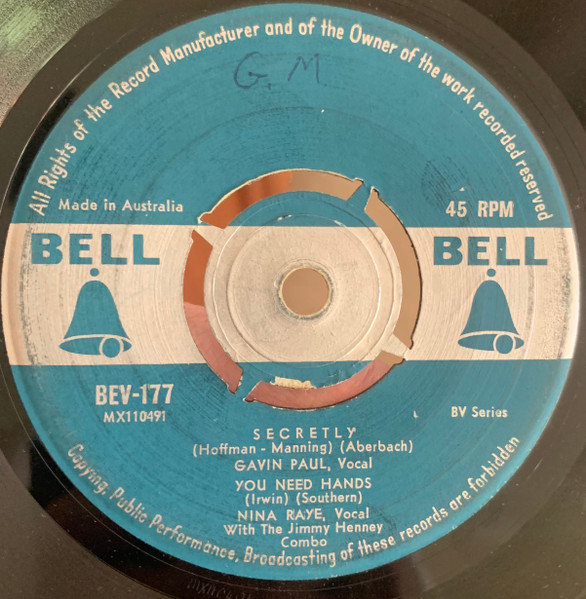 All Rights of the Record Manufacturer and of the Owner of the work recorded reserved
G.M
Made in Australia
45 RPM
BELL
BELL
BEV-177
MX110491
BV Series
SECRETLY
(Hoffman - Manning) (Aberbach)
GAVIN PAUL, Vocal
YOU NEED HANDS
(Irwin) (Southern)
NINA RAYE, Vocal
With The Jimmy Henney
Combo
Copying, Public Performance, Broadcasting of these records are forbidden